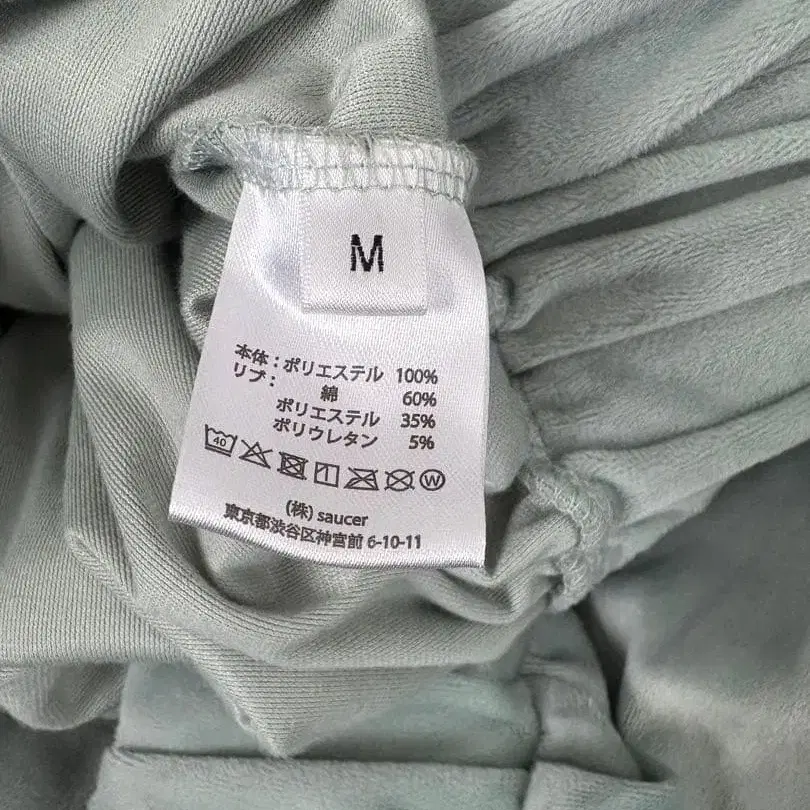 M
本体：ポリエステル 100%
リブ： 綿 60%
ポリエステル 35%
ポリウレタン 5%
40 W
(株) saucer
東京都渋谷区神宮前 6-10-11